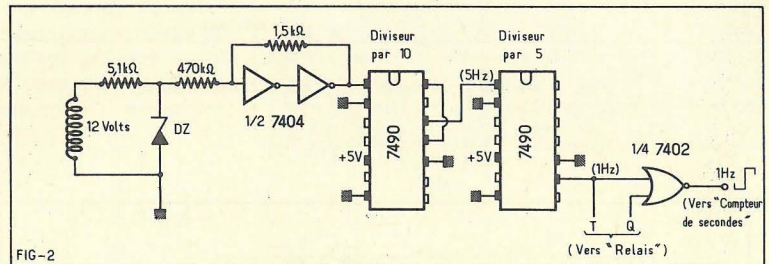 Diviseur
par 10
Diviseur
par 5
1,5kΩ
5,1kΩ
470kΩ
(5Hz)
12 Volts
DZ
1/2 7404
7490
+5V
7490
+5V
1/4 7402
(1Hz)
1Hz
(Vers "Compteur
de secondes"
T
Q
(Vers "Relais")
FIG-2